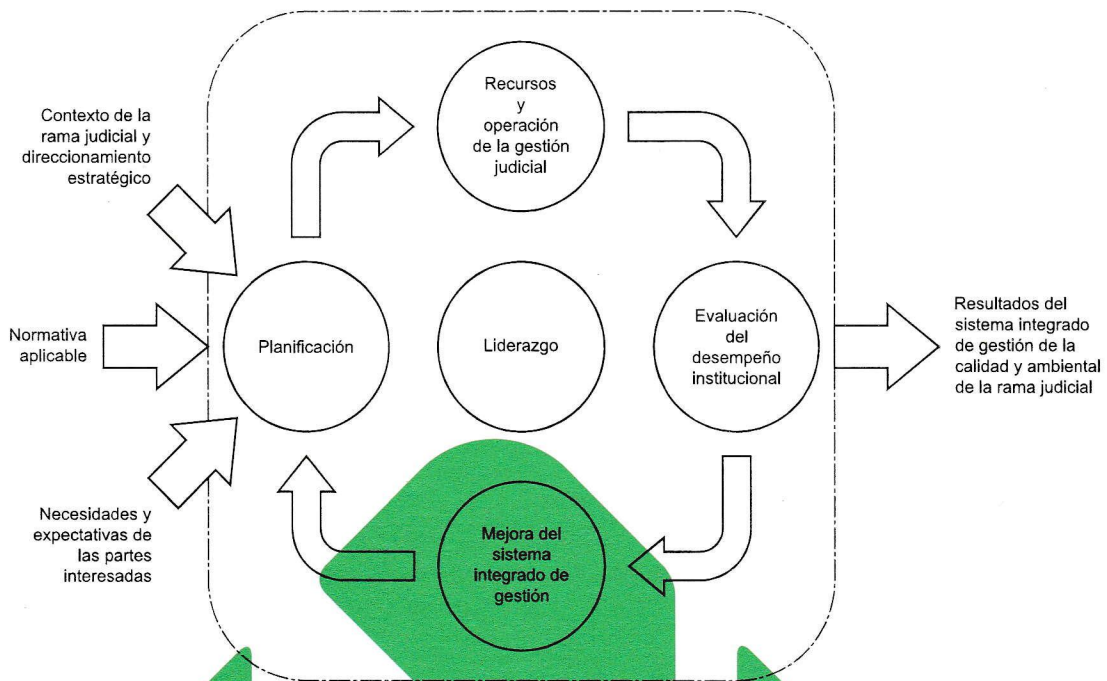 Contexto de la
rama judicial y
direccionamiento
estratégico
Normativa
aplicable
Necesidades y
expectativas de
las partes
interesadas
Recursos
y
operación
de la gestión
judicial
Planificación
Liderazgo
Evaluación
del
desempeño
institucional
Mejora del
sistema
integrado de
gestión
Resultados del
sistema integrado
de gestión de la
calidad y ambiental
de la rama judicial